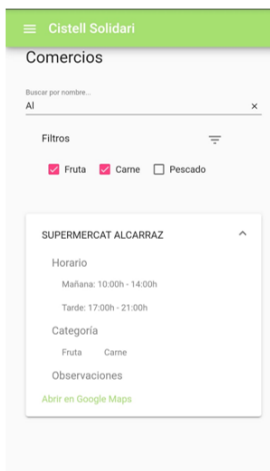 Cistell Solidari
Comercios
Buscar por nombre...
Al
Filtros
Fruta Carne Pescado
SUPERMERCAT ALCARRAZ
Horario
Mañana: 10:00h - 14:00h
Tarde: 17:00h - 21:00h
Categoría
Fruta Carne
Observaciones
Abrir en Google Maps